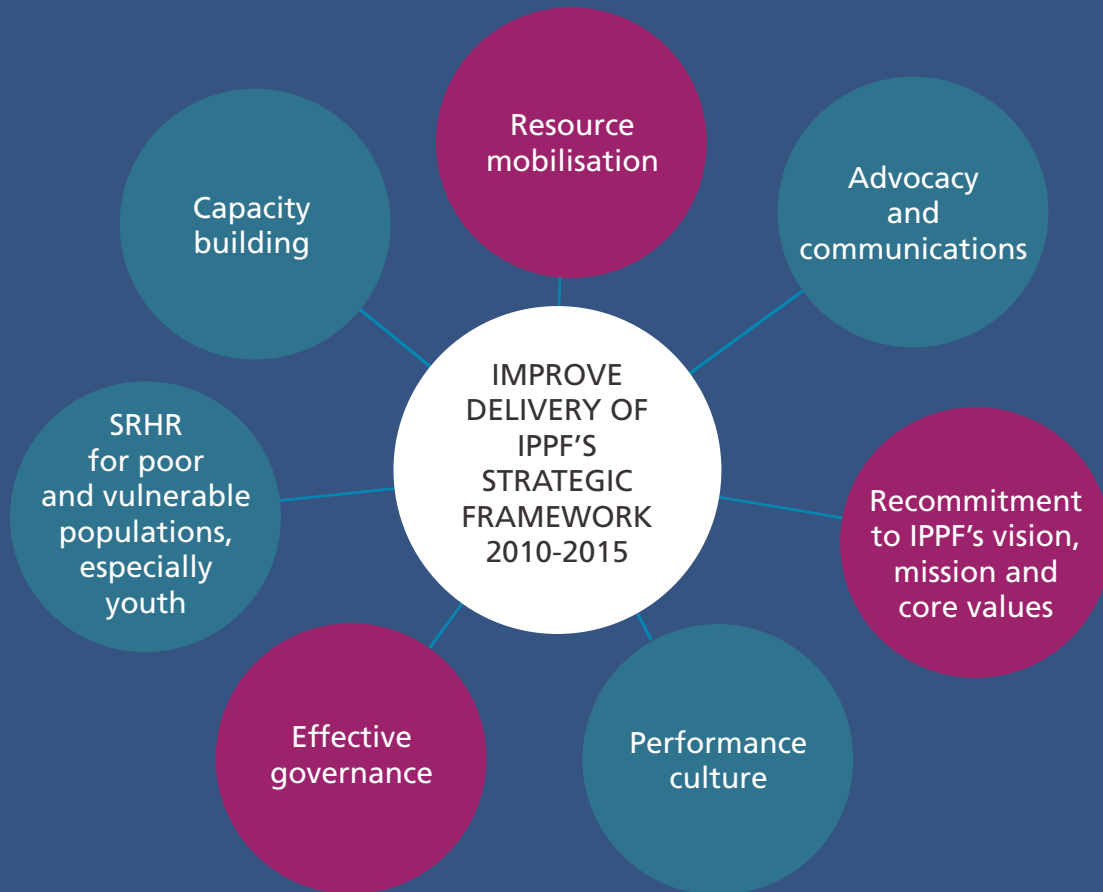 Resource
mobilisation
Advocacy
and
communications
Capacity
building
IMPROVE
DELIVERY OF
IPPF’S
STRATEGIC
FRAMEWORK
2010-2015
SRHR
for poor
and vulnerable
populations,
especially
youth
Recommitment
to IPPF’s vision,
mission and
core values
Effective
governance
Performance
culture